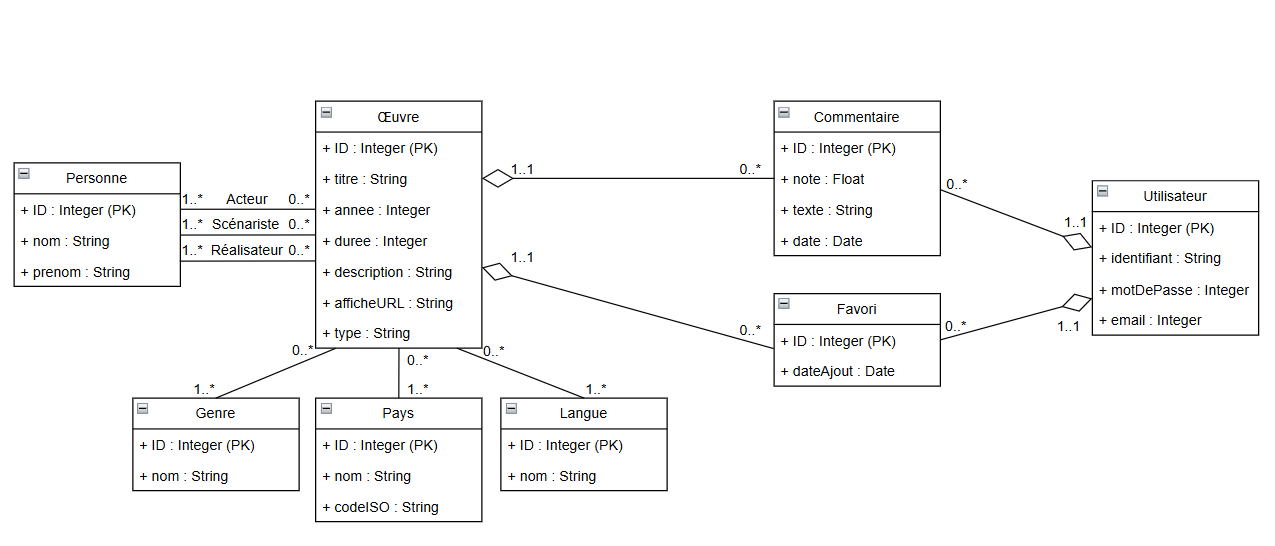 Personne
+ ID : Integer (PK)
+ nom : String
+ prenom : String
1..* Acteur 0..*
1..* Scénariste 0..*
1..* Réalisateur 0..*
Œuvre
+ ID : Integer (PK)
+ titre : String
+ annee : Integer
+ duree : Integer
+ description : String
+ afficheURL : String
+ type : String
1..1
0..*
1..1
0..*
Commentaire
+ ID : Integer (PK)
+ note : Float
+ texte : String
+ date : Date
Favori
+ ID : Integer (PK)
+ dateAjout : Date
0..*
1..1
0..*
1..1
Utilisateur
+ ID : Integer (PK)
+ identifiant : String
+ motDePasse : Integer
+ email : Integer
0..*
1..*
0..*
1..*
0..*
1..*
Genre
+ ID : Integer (PK)
+ nom : String
Pays
+ ID : Integer (PK)
+ nom : String
+ codeISO : String
Langue
+ ID : Integer (PK)
+ nom : String